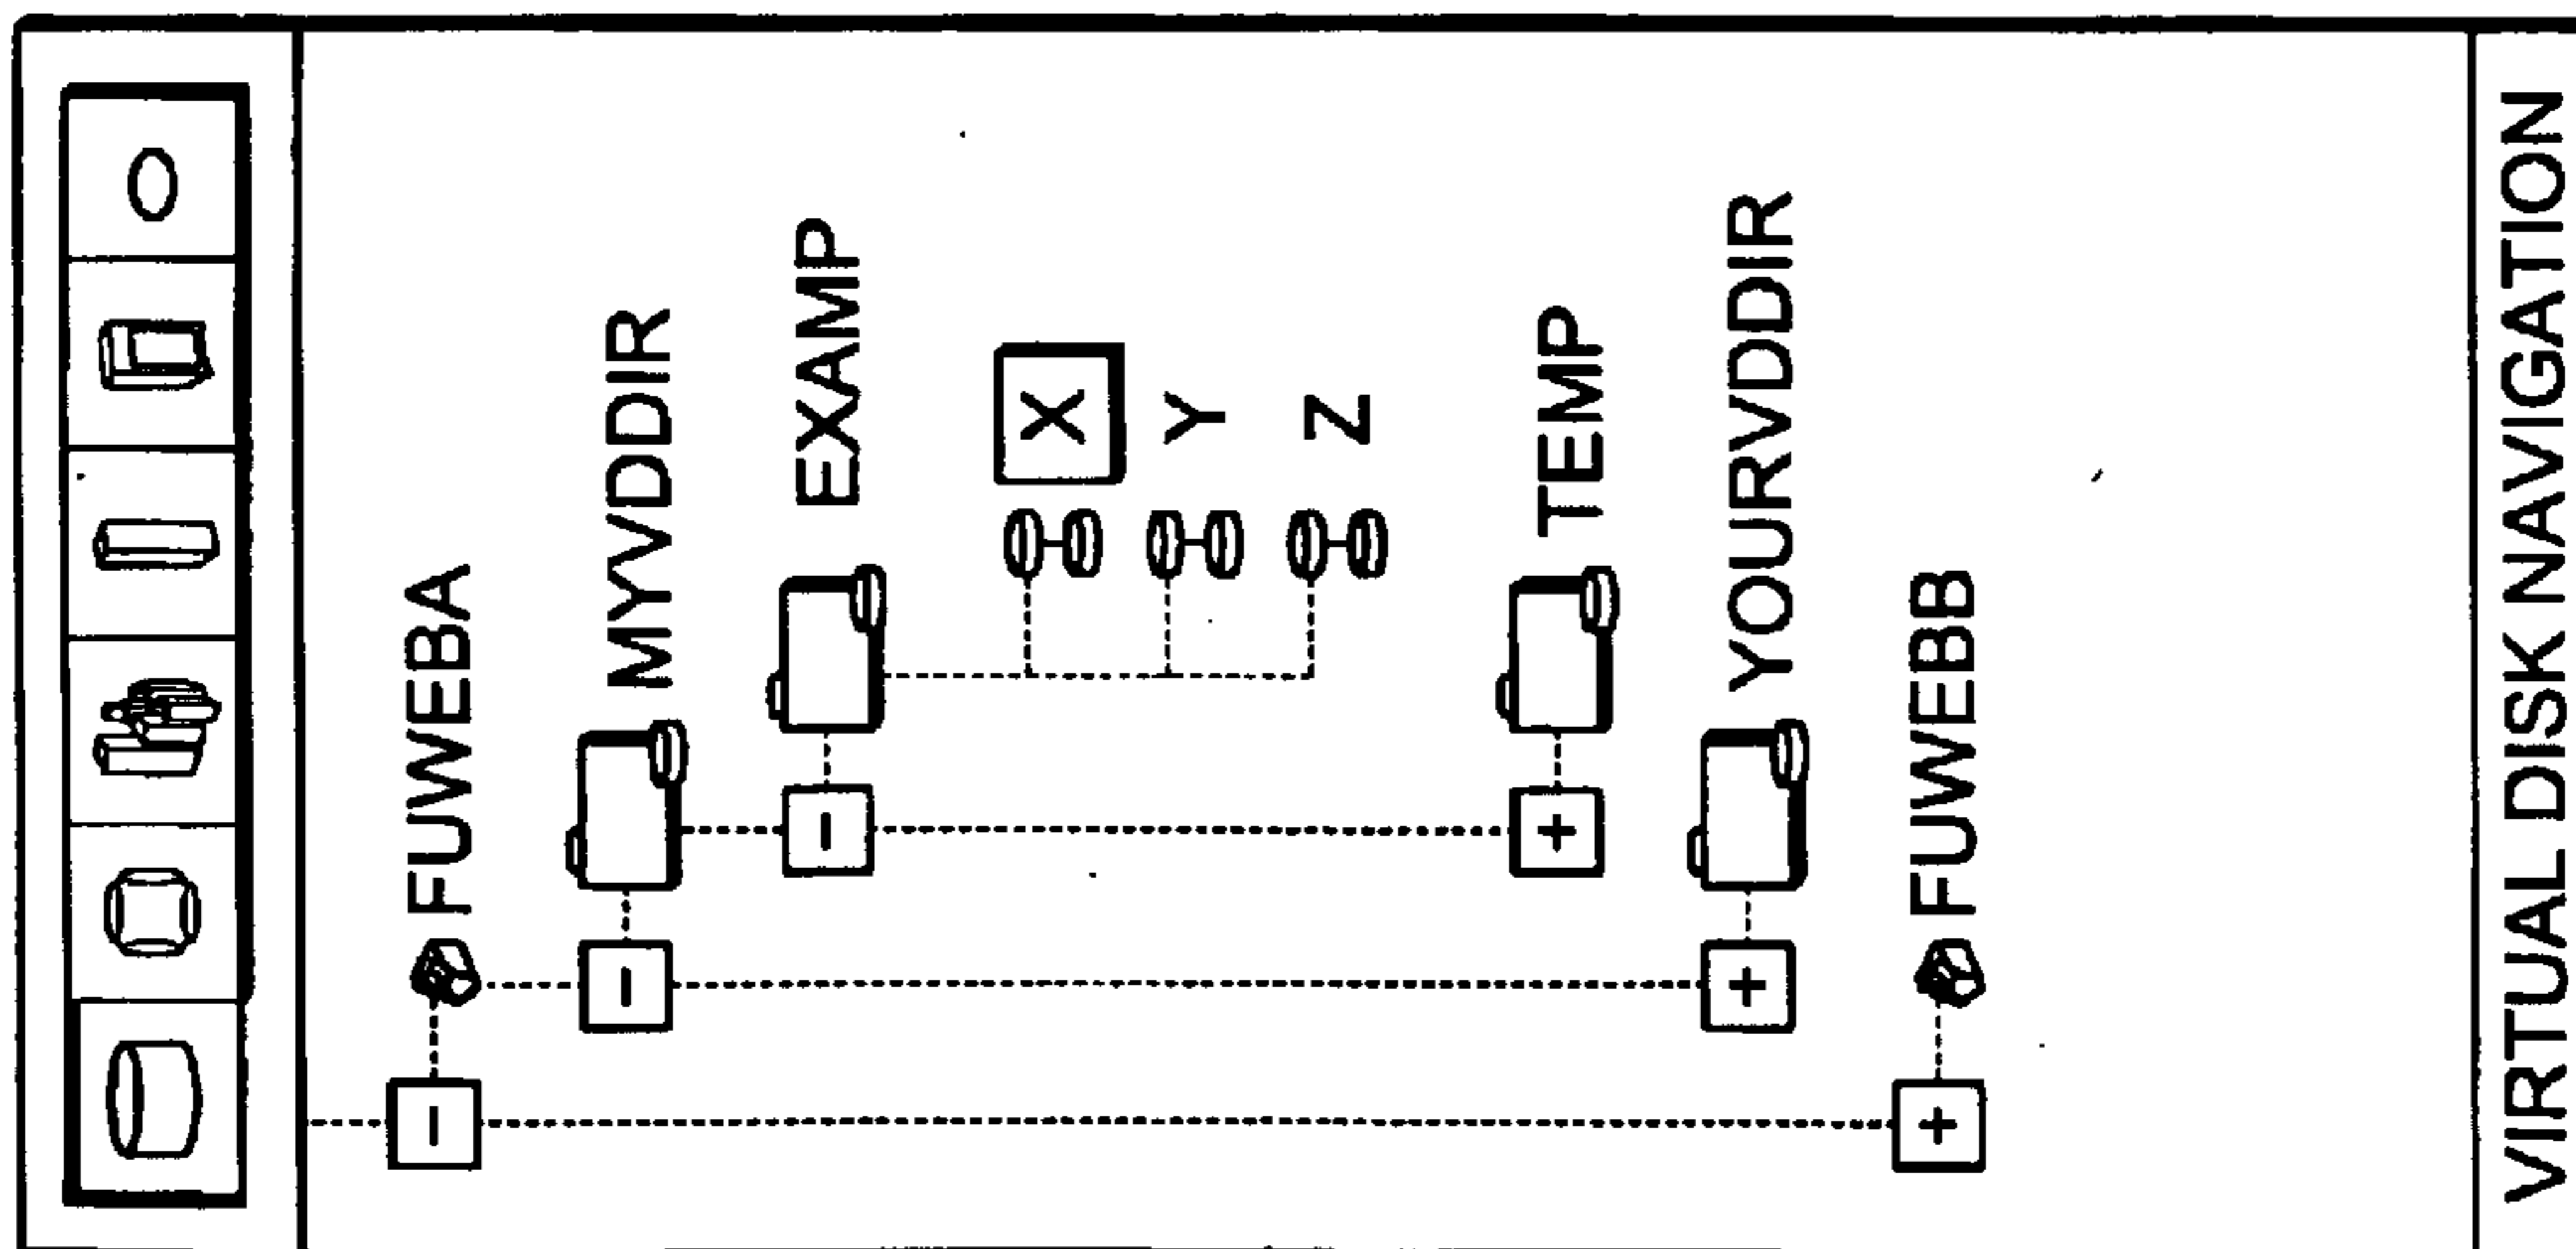 - FUWEBA
- MYVDDIR
- EXAMP
X
Y
Z
+ TEMP
+ YOURVDDIR
+ FUWEBB
VIRTUAL DISK NAVIGATION